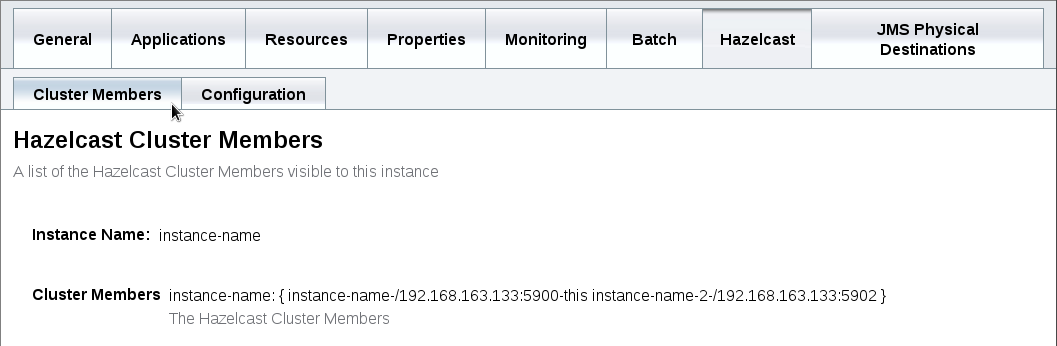 General Applications Resources Properties Monitoring Batch Hazelcast JMS Physical
Destinations
Cluster Members Configuration
Hazelcast Cluster Members
A list of the Hazelcast Cluster Members visible to this instance
Instance Name: instance-name
Cluster Members instance-name: { instance-name-/192.168.163.133:5900-this instance-name-2-/192.168.163.133:5902 }
The Hazelcast Cluster Members